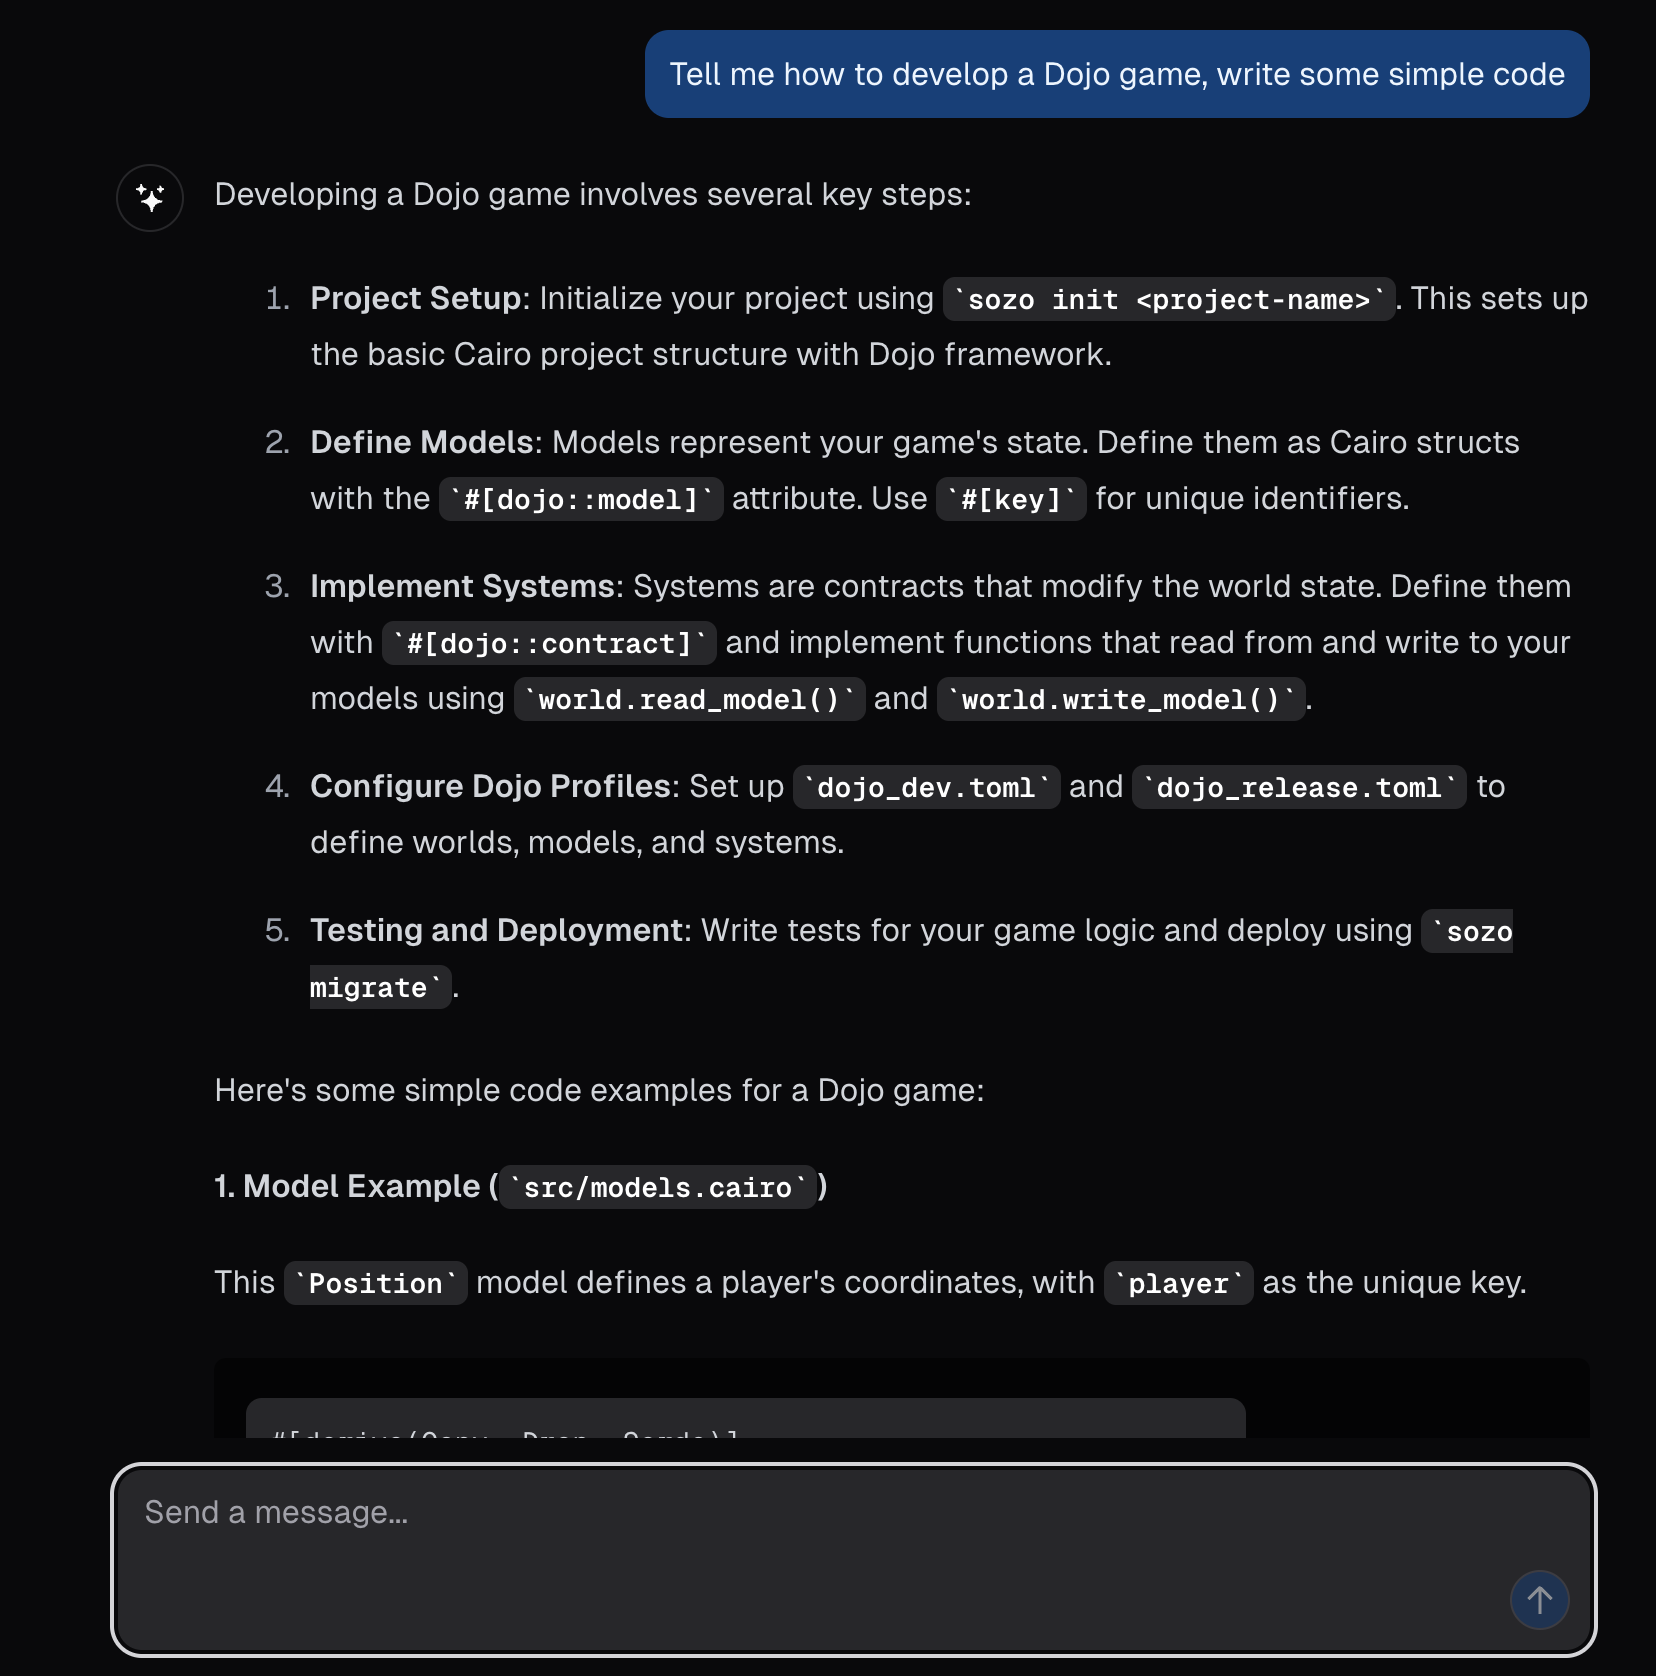 Tell me how to develop a Dojo game, write some simple code
Developing a Dojo game involves several key steps:
1. Project Setup: Initialize your project using `sozo init <project-name>`. This sets up
the basic Cairo project structure with Dojo framework.
2. Define Models: Models represent your game's state. Define them as Cairo structs
with the `#[dojo::model]` attribute. Use `#[key]` for unique identifiers.
3. Implement Systems: Systems are contracts that modify the world state. Define them
with `#[dojo::contract]` and implement functions that read from and write to your
models using `world.read_model()` and `world.write_model()`.
4. Configure Dojo Profiles: Set up `dojo_dev.toml` and `dojo_release.toml` to
define worlds, models, and systems.
5. Testing and Deployment: Write tests for your game logic and deploy using `sozo
migrate`.
Here's some simple code examples for a Dojo game:
1. Model Example (`src/models.cairo`)
This `Position` model defines a player's coordinates, with `player` as the unique key.
#[derive(Copy, Drop, Serde)]
Send a message...